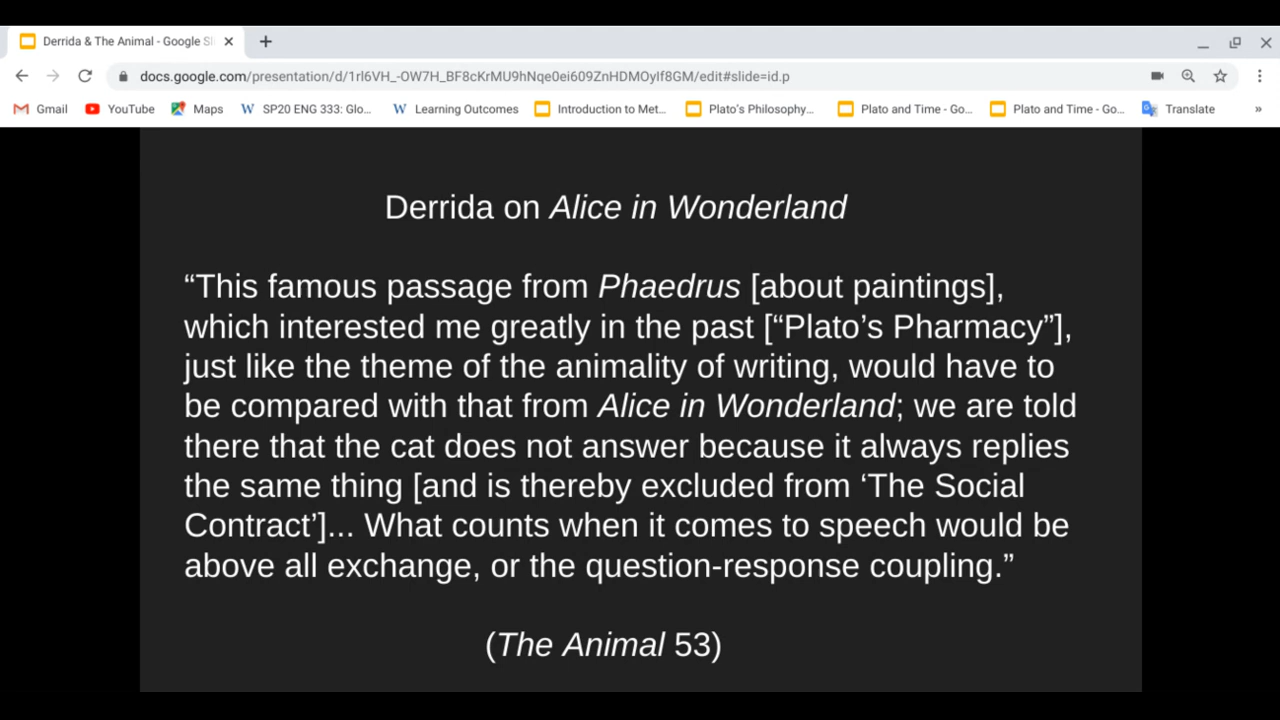 Derrida & The Animal - Google Sl
docs.google.com/presentation/d/1rI6VH_-OW7H_BF8cKrMU9hNqe0ei609ZnHDMOyIf8GM/edit#slide=id.p
Gmail YouTube Maps SP20 ENG 333: Glo... Learning Outcomes Introduction to Met... Plato's Philosophy... Plato and Time - Go... Plato and Time - Go... Translate »
Derrida on Alice in Wonderland
“This famous passage from Phaedrus [about paintings],
which interested me greatly in the past [“Plato’s Pharmacy”],
just like the theme of the animality of writing, would have to
be compared with that from Alice in Wonderland; we are told
there that the cat does not answer because it always replies
the same thing [and is thereby excluded from ‘The Social
Contract’]... What counts when it comes to speech would be
above all exchange, or the question-response coupling.”
(The Animal 53)